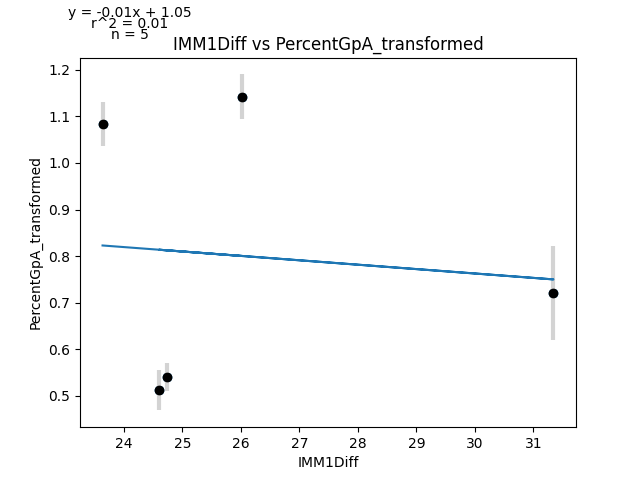 y = -0.01x + 1.05
r^2 = 0.01
n = 5
IMM1Diff vs PercentGpA_transformed
1.2
1.1
1.0
0.9
0.8
0.7
0.6
0.5
PercentGpA_transformed
24 25 26 27 28 29 30 31
IMM1Diff